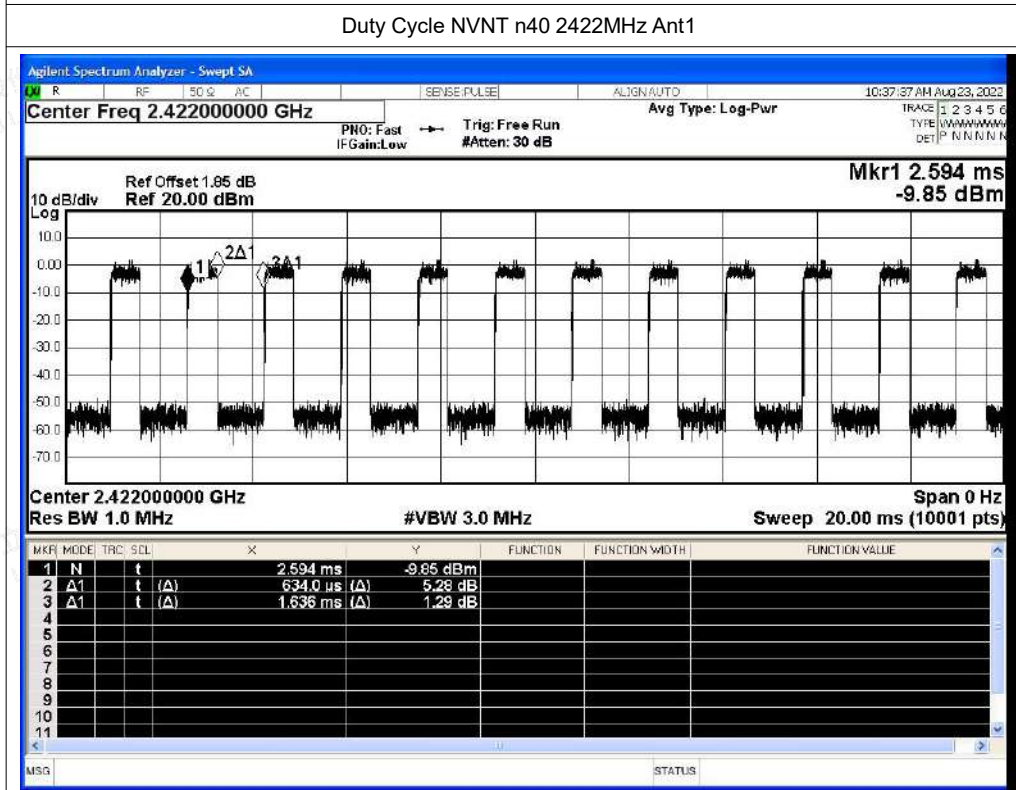 Duty Cycle NVNT n40 2422MHz Ant1
Agilent Spectrum Analyzer - Swept SA
R RF 50 Ω AC SENSE:PULSE ALIGN AUTO 10:37:37 AM Aug 23, 2022
Center Freq 2.422000000 GHz Avg Type: Log-Pwr TRACE 1 2 3 4 5 6
PNO: Fast Trig: Free Run TYPE
IFGain:Low #Atten: 30 dB DET P N N N N N
Mkr1 2.594 ms
Ref Offset 1.85 dB
10 dB/div Ref 20.00 dBm -9.85 dBm
Log
10.0
0.00
-10.0
-20.0
-30.0
-40.0
-50.0
-60.0
-70.0
1 2Δ1 3Δ1
Center 2.422000000 GHz Span 0 Hz
Res BW 1.0 MHz #VBW 3.0 MHz Sweep 20.00 ms (10001 pts)
MKR MODE TRC SCL X Y FUNCTION FUNCTION WIDTH FUNCTION VALUE
1 N t 2.594 ms -9.85 dBm
2 Δ1 t (Δ) 634.0 us (Δ) 5.28 dB
3 Δ1 t (Δ) 1.636 ms (Δ) 1.29 dB
4
5
6
7
8
9
10
11
MSG STATUS